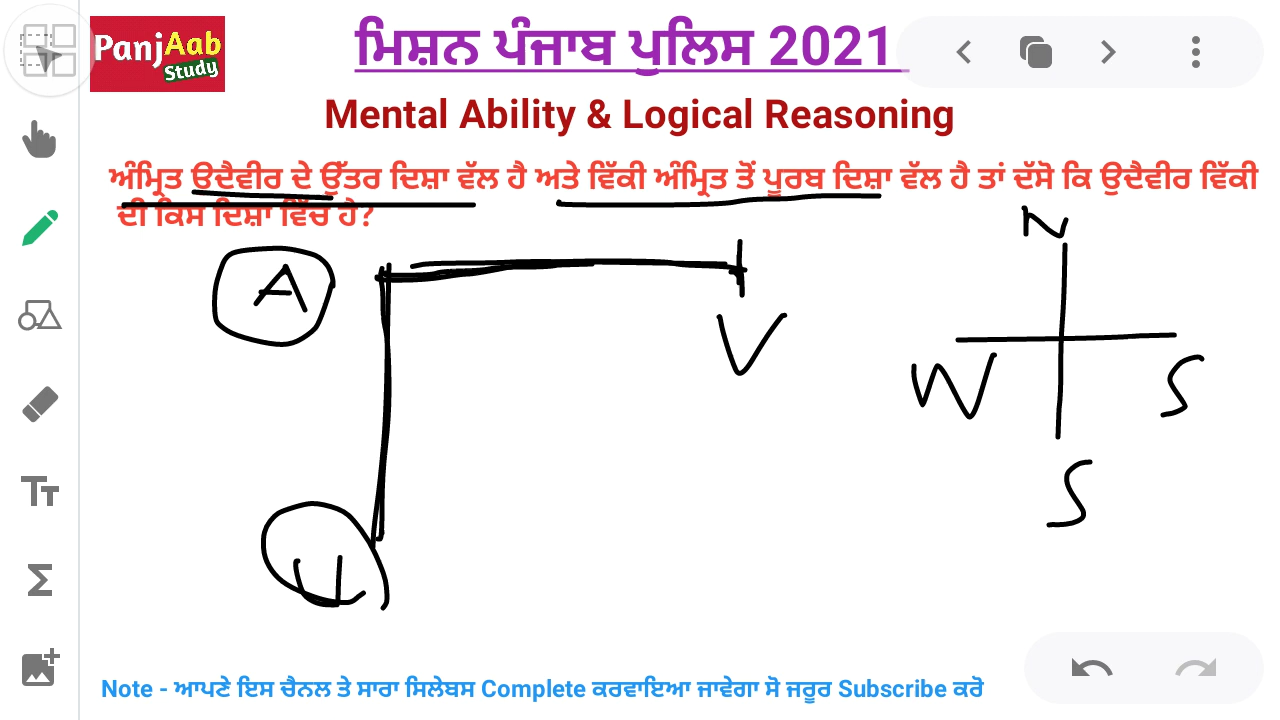 PanjAab
Study
ਮਿਸ਼ਨ ਪੰਜਾਬ ਪੁਲਿਸ 2021
Mental Ability & Logical Reasoning
ਅੰਮ੍ਰਿਤ ਉਦੈਵੀਰ ਦੇ ਉੱਤਰ ਦਿਸ਼ਾ ਵੱਲ ਹੈ ਅਤੇ ਵਿੱਕੀ ਅੰਮ੍ਰਿਤ ਤੋਂ ਪੂਰਬ ਦਿਸ਼ਾ ਵੱਲ ਹੈ ਤਾਂ ਦੱਸੋ ਕਿ ਉਦੈਵੀਰ ਵਿੱਕੀ
ਦੀ ਕਿਸ ਦਿਸ਼ਾ ਵਿੱਚ ਹੈ?
N
A
V
W
S
S
U
Tт
Σ
Note - ਆਪਣੇ ਇਸ ਚੈਨਲ ਤੇ ਸਾਰਾ ਸਿਲੇਬਸ Complete ਕਰਵਾਇਆ ਜਾਵੇਗਾ ਸੋ ਜਰੂਰ Subscribe ਕਰੋ